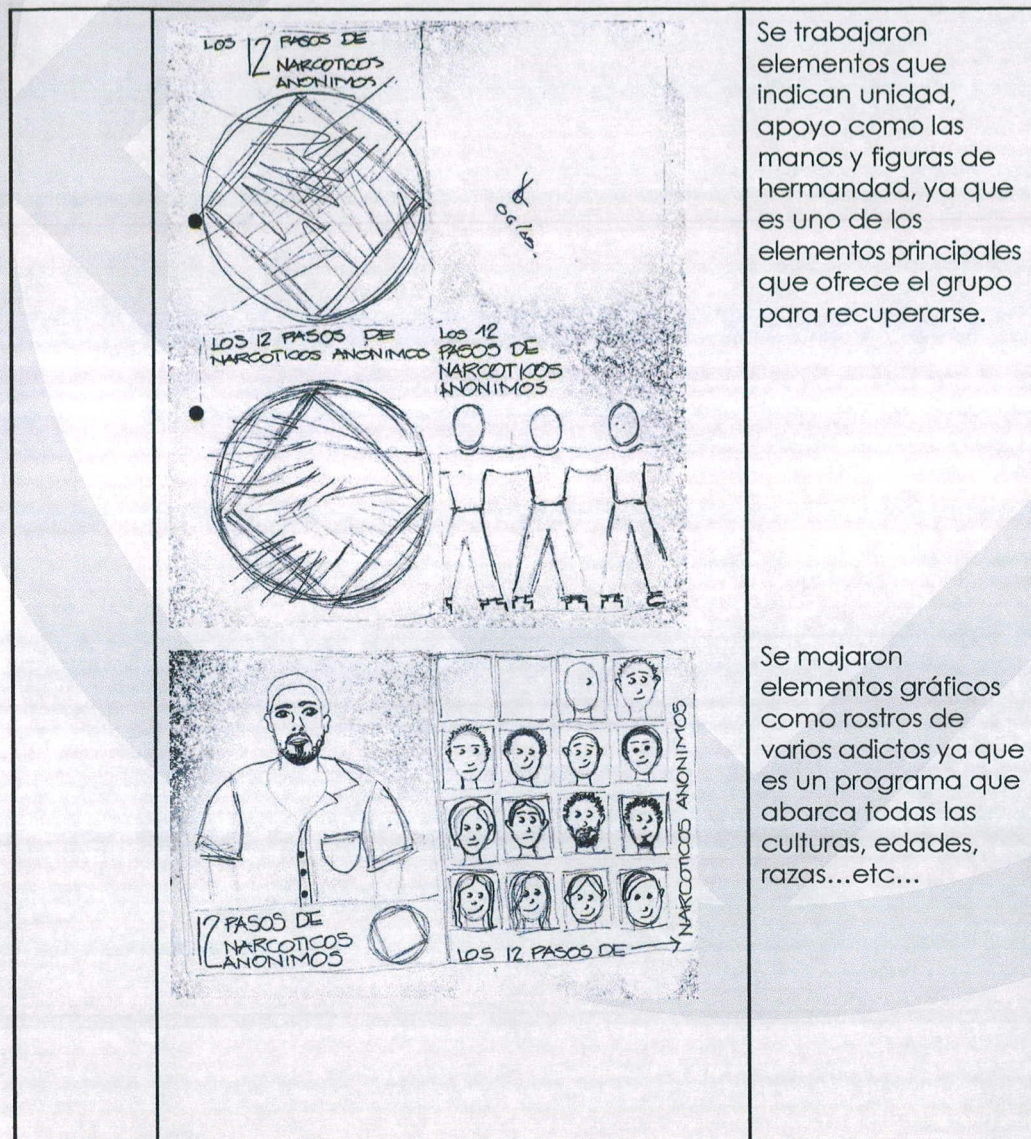 LOS 12 PASOS DE
NARCOTICOS
ANONIMOS
LOS 12 PASOS DE
NARCOTICOS ANONIMOS
LOS 12
PASOS DE
NARCOTICOS
ANONIMOS
12 PASOS DE
NARCOTICOS
ANONIMOS
LOS 12 PASOS DE
NARCOTICOS ANONIMOS
Se trabajaron
elementos que
indican unidad,
apoyo como las
manos y figuras de
hermandad, ya que
es uno de los
elementos principales
que ofrece el grupo
para recuperarse.
Se majaron
elementos gráficos
como rostros de
varios adictos ya que
es un programa que
abarca todas las
culturas, edades,
razas...etc...